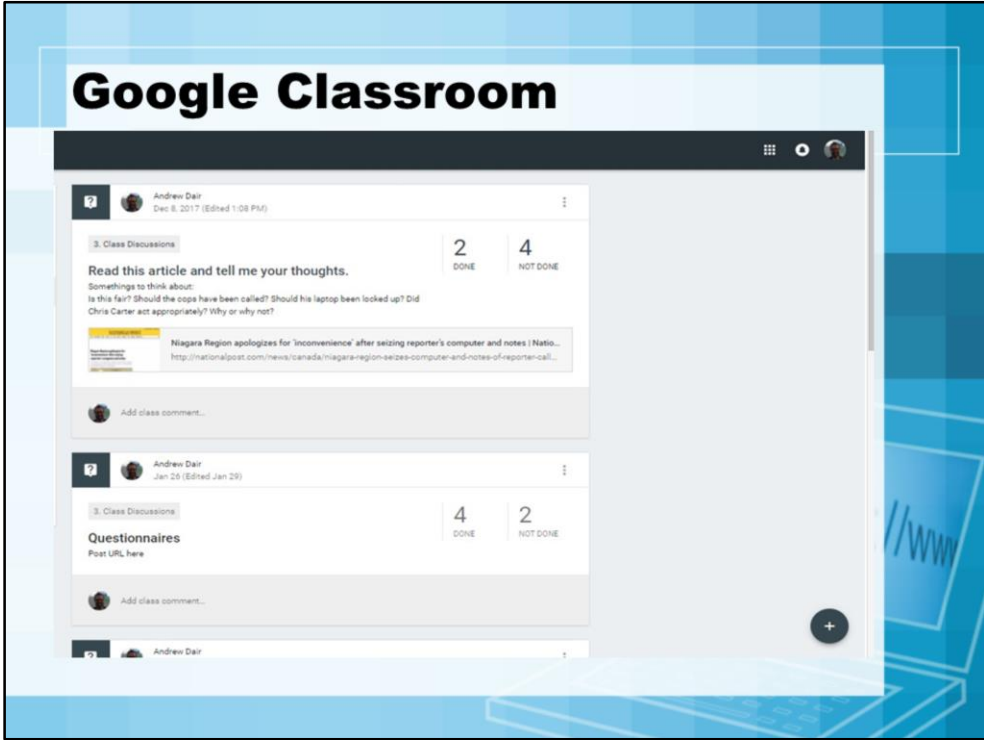 Google Classroom
Andrew Dair
Dec 8, 2017 (Edited 1:08 PM)
3. Class Discussions
2
DONE
4
NOT DONE
Read this article and tell me your thoughts.
Somethings to think about:
Is this fair? Should the cops have been called? Should his laptop been locked up? Did
Chris Carter act appropriately? Why or why not?
Niagara Region apologizes for 'inconvenience' after seizing reporter's computer and notes | Natio...
http://nationalpost.com/news/canada/niagara-region-seizes-computer-and-notes-of-reporter-call...
Add class comment...
Andrew Dair
Jan 26 (Edited Jan 29)
3. Class Discussions
4
DONE
2
NOT DONE
Questionnaires
Post URL here
Add class comment...
Andrew Dair
//www